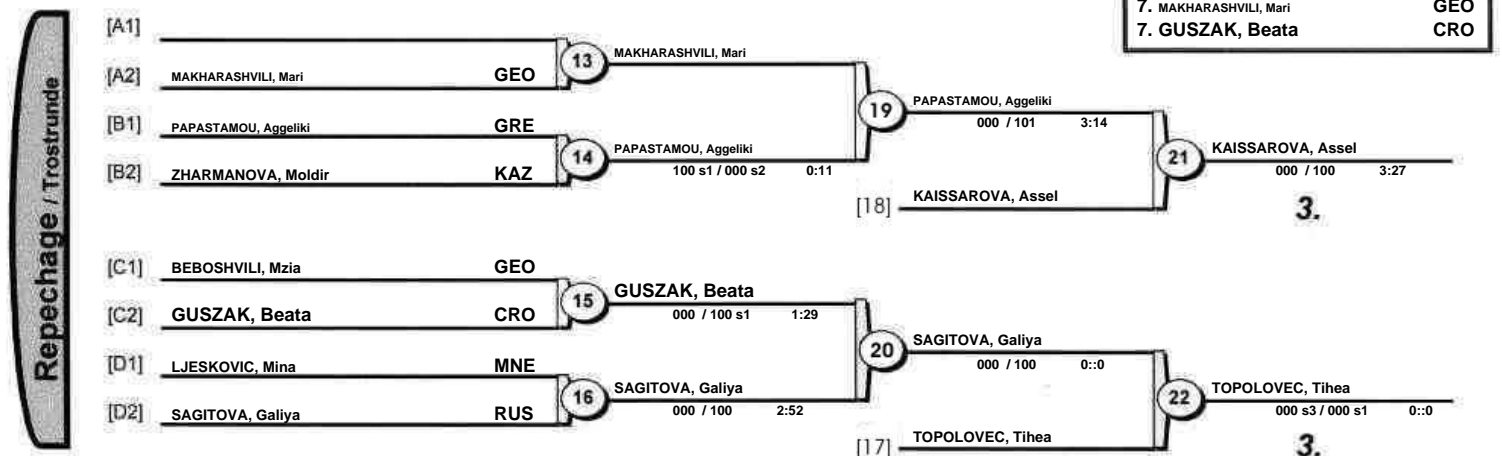 7. MAKHARASHVILI, Mari GEO
7. GUSZAK, Beata CRO
Repechage / Trostrunde
[A1]
[A2] MAKHARASHVILI, Mari GEO
13 MAKHARASHVILI, Mari
[B1] PAPASTAMOU, Aggeliki GRE
[B2] ZHARMANOVA, Moldir KAZ
14 PAPASTAMOU, Aggeliki
100 s1 / 000 s2 0:11
19 PAPASTAMOU, Aggeliki
000 / 101 3:14
[18] KAISSAROVA, Assel
21 KAISSAROVA, Assel
000 / 100 3:27
3.
[C1] BEBOSHVILI, Mzia GEO
[C2] GUSZAK, Beata CRO
15 GUSZAK, Beata
000 / 100 s1 1:29
[D1] LJESKOVIC, Mina MNE
[D2] SAGITOVA, Galiya RUS
16 SAGITOVA, Galiya
000 / 100 2:52
20 SAGITOVA, Galiya
000 / 100 0::0
[17] TOPOLOVEC, Tihea
22 TOPOLOVEC, Tihea
000 s3 / 000 s1 0::0
3.